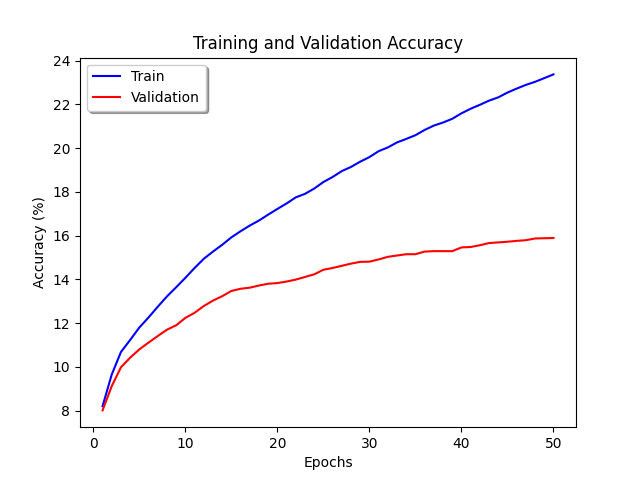 Training and Validation Accuracy
Train
Validation
24
22
20
18
16
14
12
10
8
Accuracy (%)
0 10 20 30 40 50
Epochs